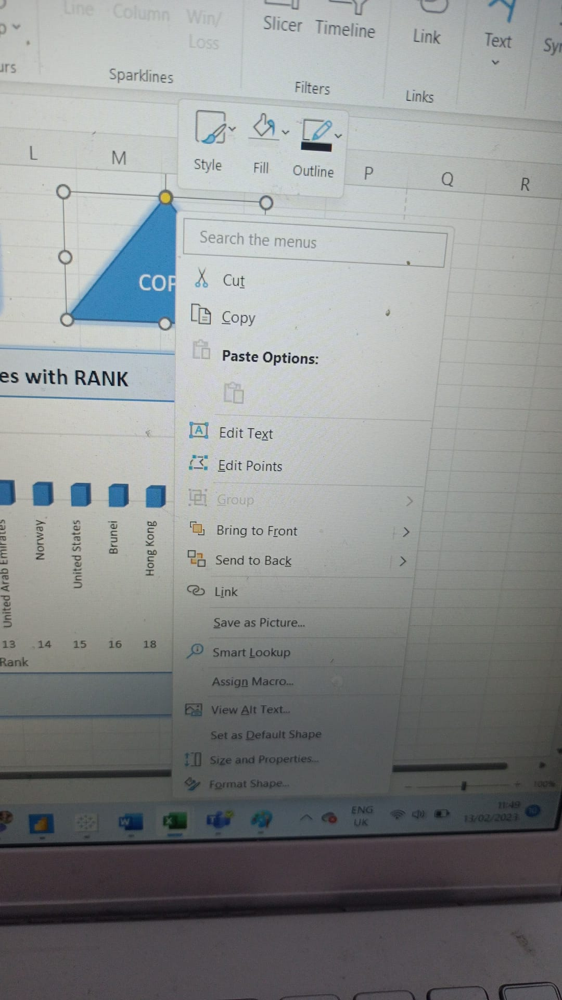 Line Column Win/
Loss
Slicer Timeline
Link
Text
urs
Sparklines
Filters
Links
L M P Q R
Style Fill Outline
Search the menus
COP
Cut
Copy
Paste Options:
es with RANK
Edit Text
Edit Points
Group
Bring to Front
Send to Back
Link
Save as Picture...
Smart Lookup
Assign Macro...
View Alt Text...
Set as Default Shape
Size and Properties...
Format Shape...
United Arab Emirates
Norway
United States
Brunei
Hong Kong
13 14 15 16 18
Rank
100%
ENG
UK
11:49
13/02/2023